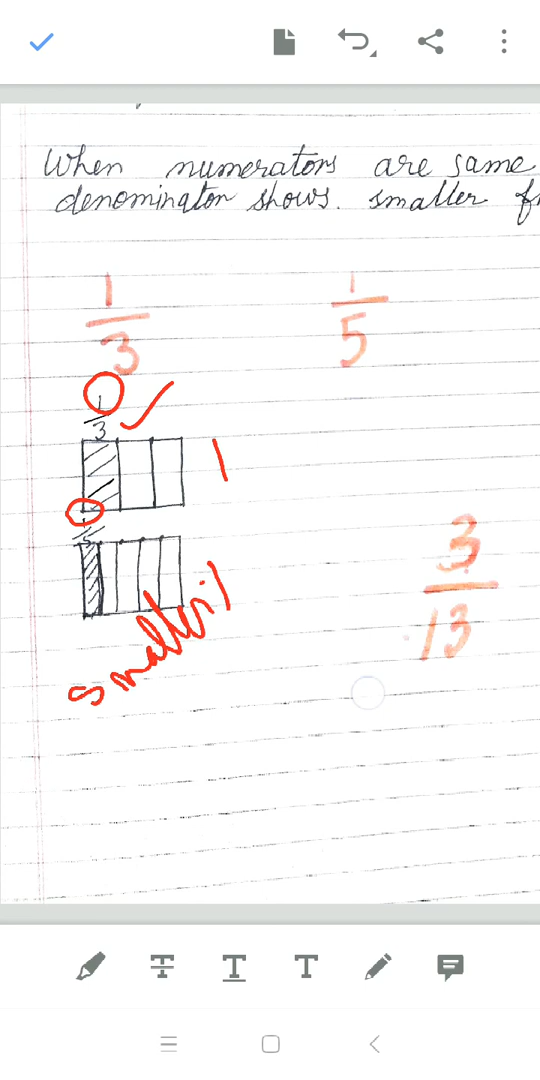 When numerators are same
denominator shows. smaller
1/3
1/5
1/3
1
1/5
smaller
3/13